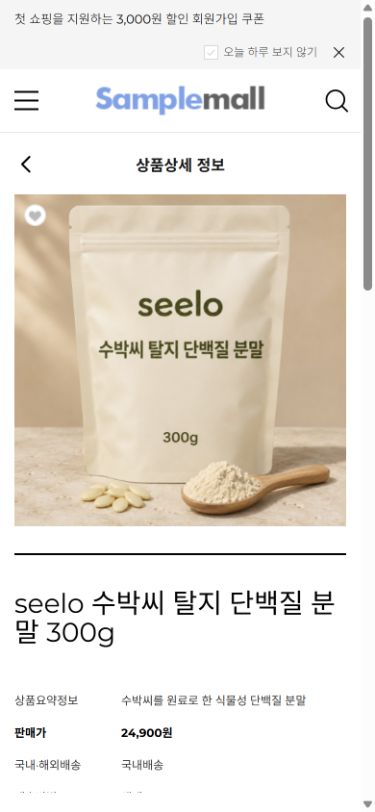 첫 쇼핑을 지원하는 3,000원 할인 회원가입 쿠폰
오늘 하루 보지 않기
Samplemall
상품상세 정보
seelo
수박씨 탈지 단백질 분말
300g
seelo 수박씨 탈지 단백질 분
말 300g
상품요약정보 수박씨를 원료로 한 식물성 단백질 분말
판매가 24,900원
국내·해외배송 국내배송